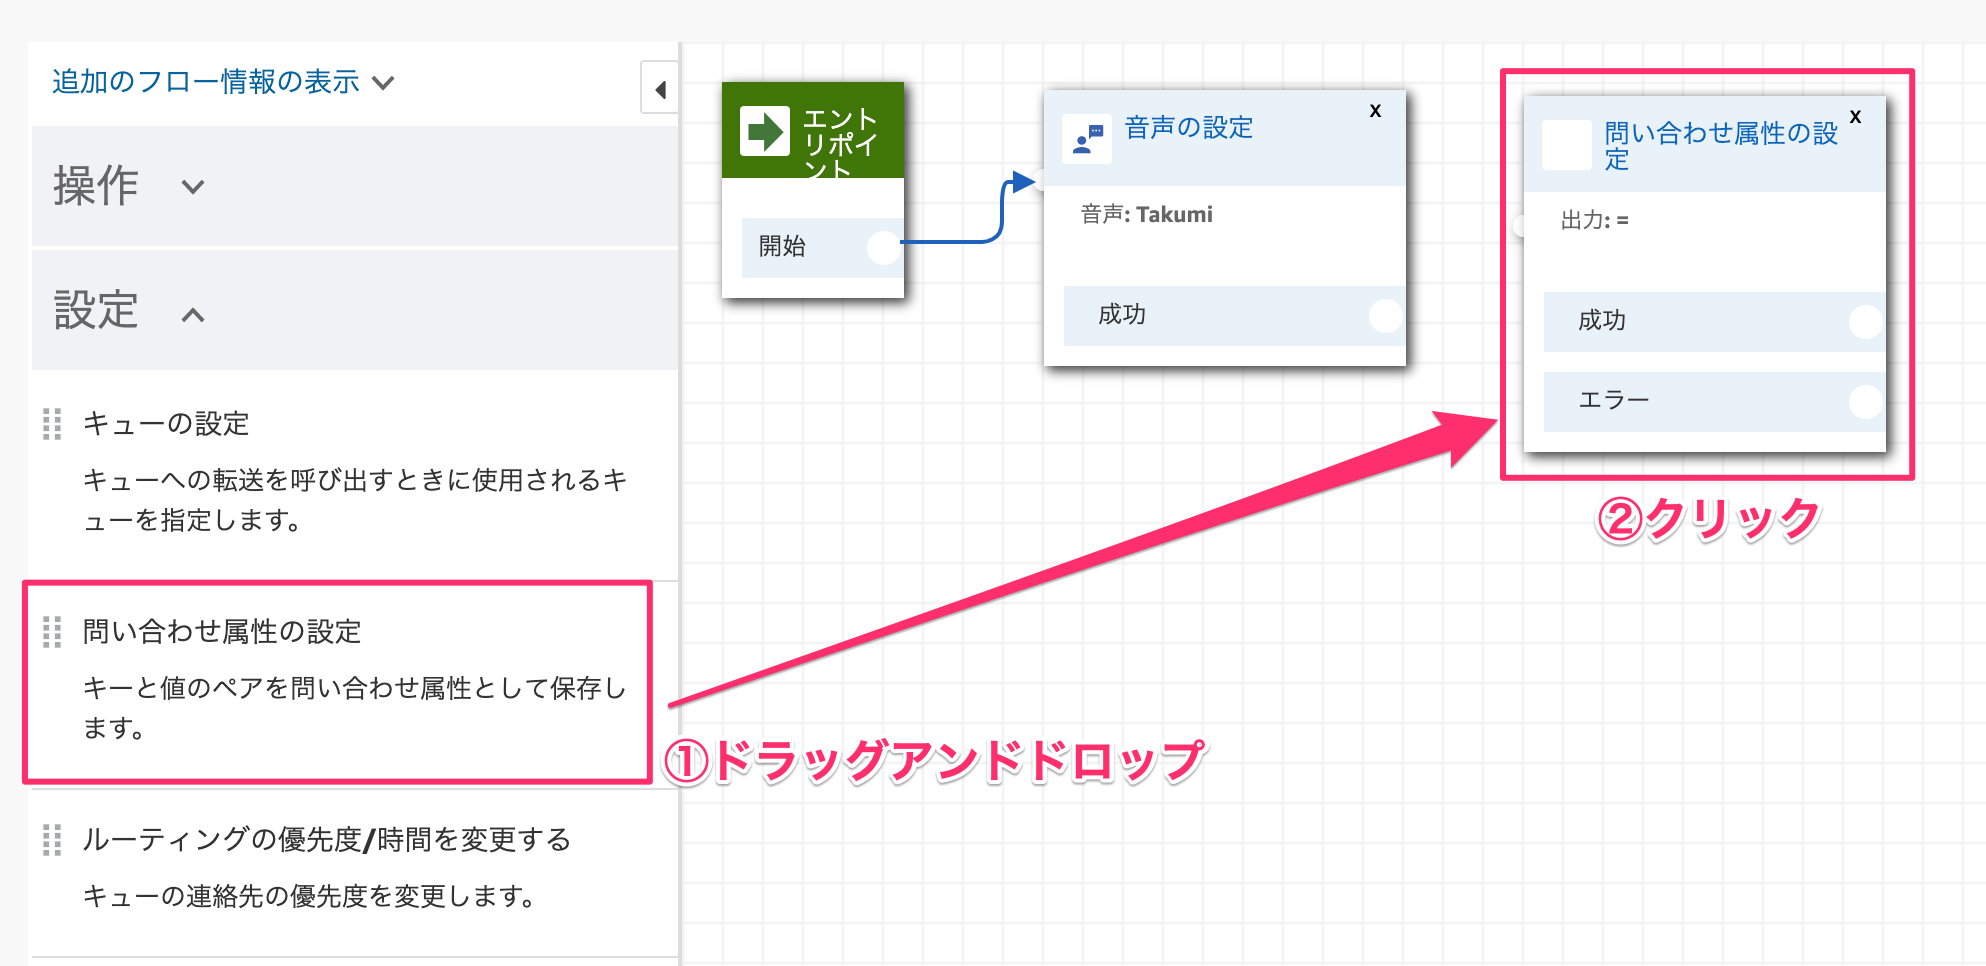 追加のフロー情報の表示
操作
設定
キューの設定
キューへの転送を呼び出すときに使用されるキ
ューを指定します。
問い合わせ属性の設定
キーと値のペアを問い合わせ属性として保存し
ます。
ルーティングの優先度/時間を変更する
キューの連絡先の優先度を変更します。
エント
リポイ
ント
開始
音声の設定
x
音声: Takumi
成功
問い合わせ属性の設
定
x
出力: =
成功
エラー
②クリック
①ドラッグアンドドロップ